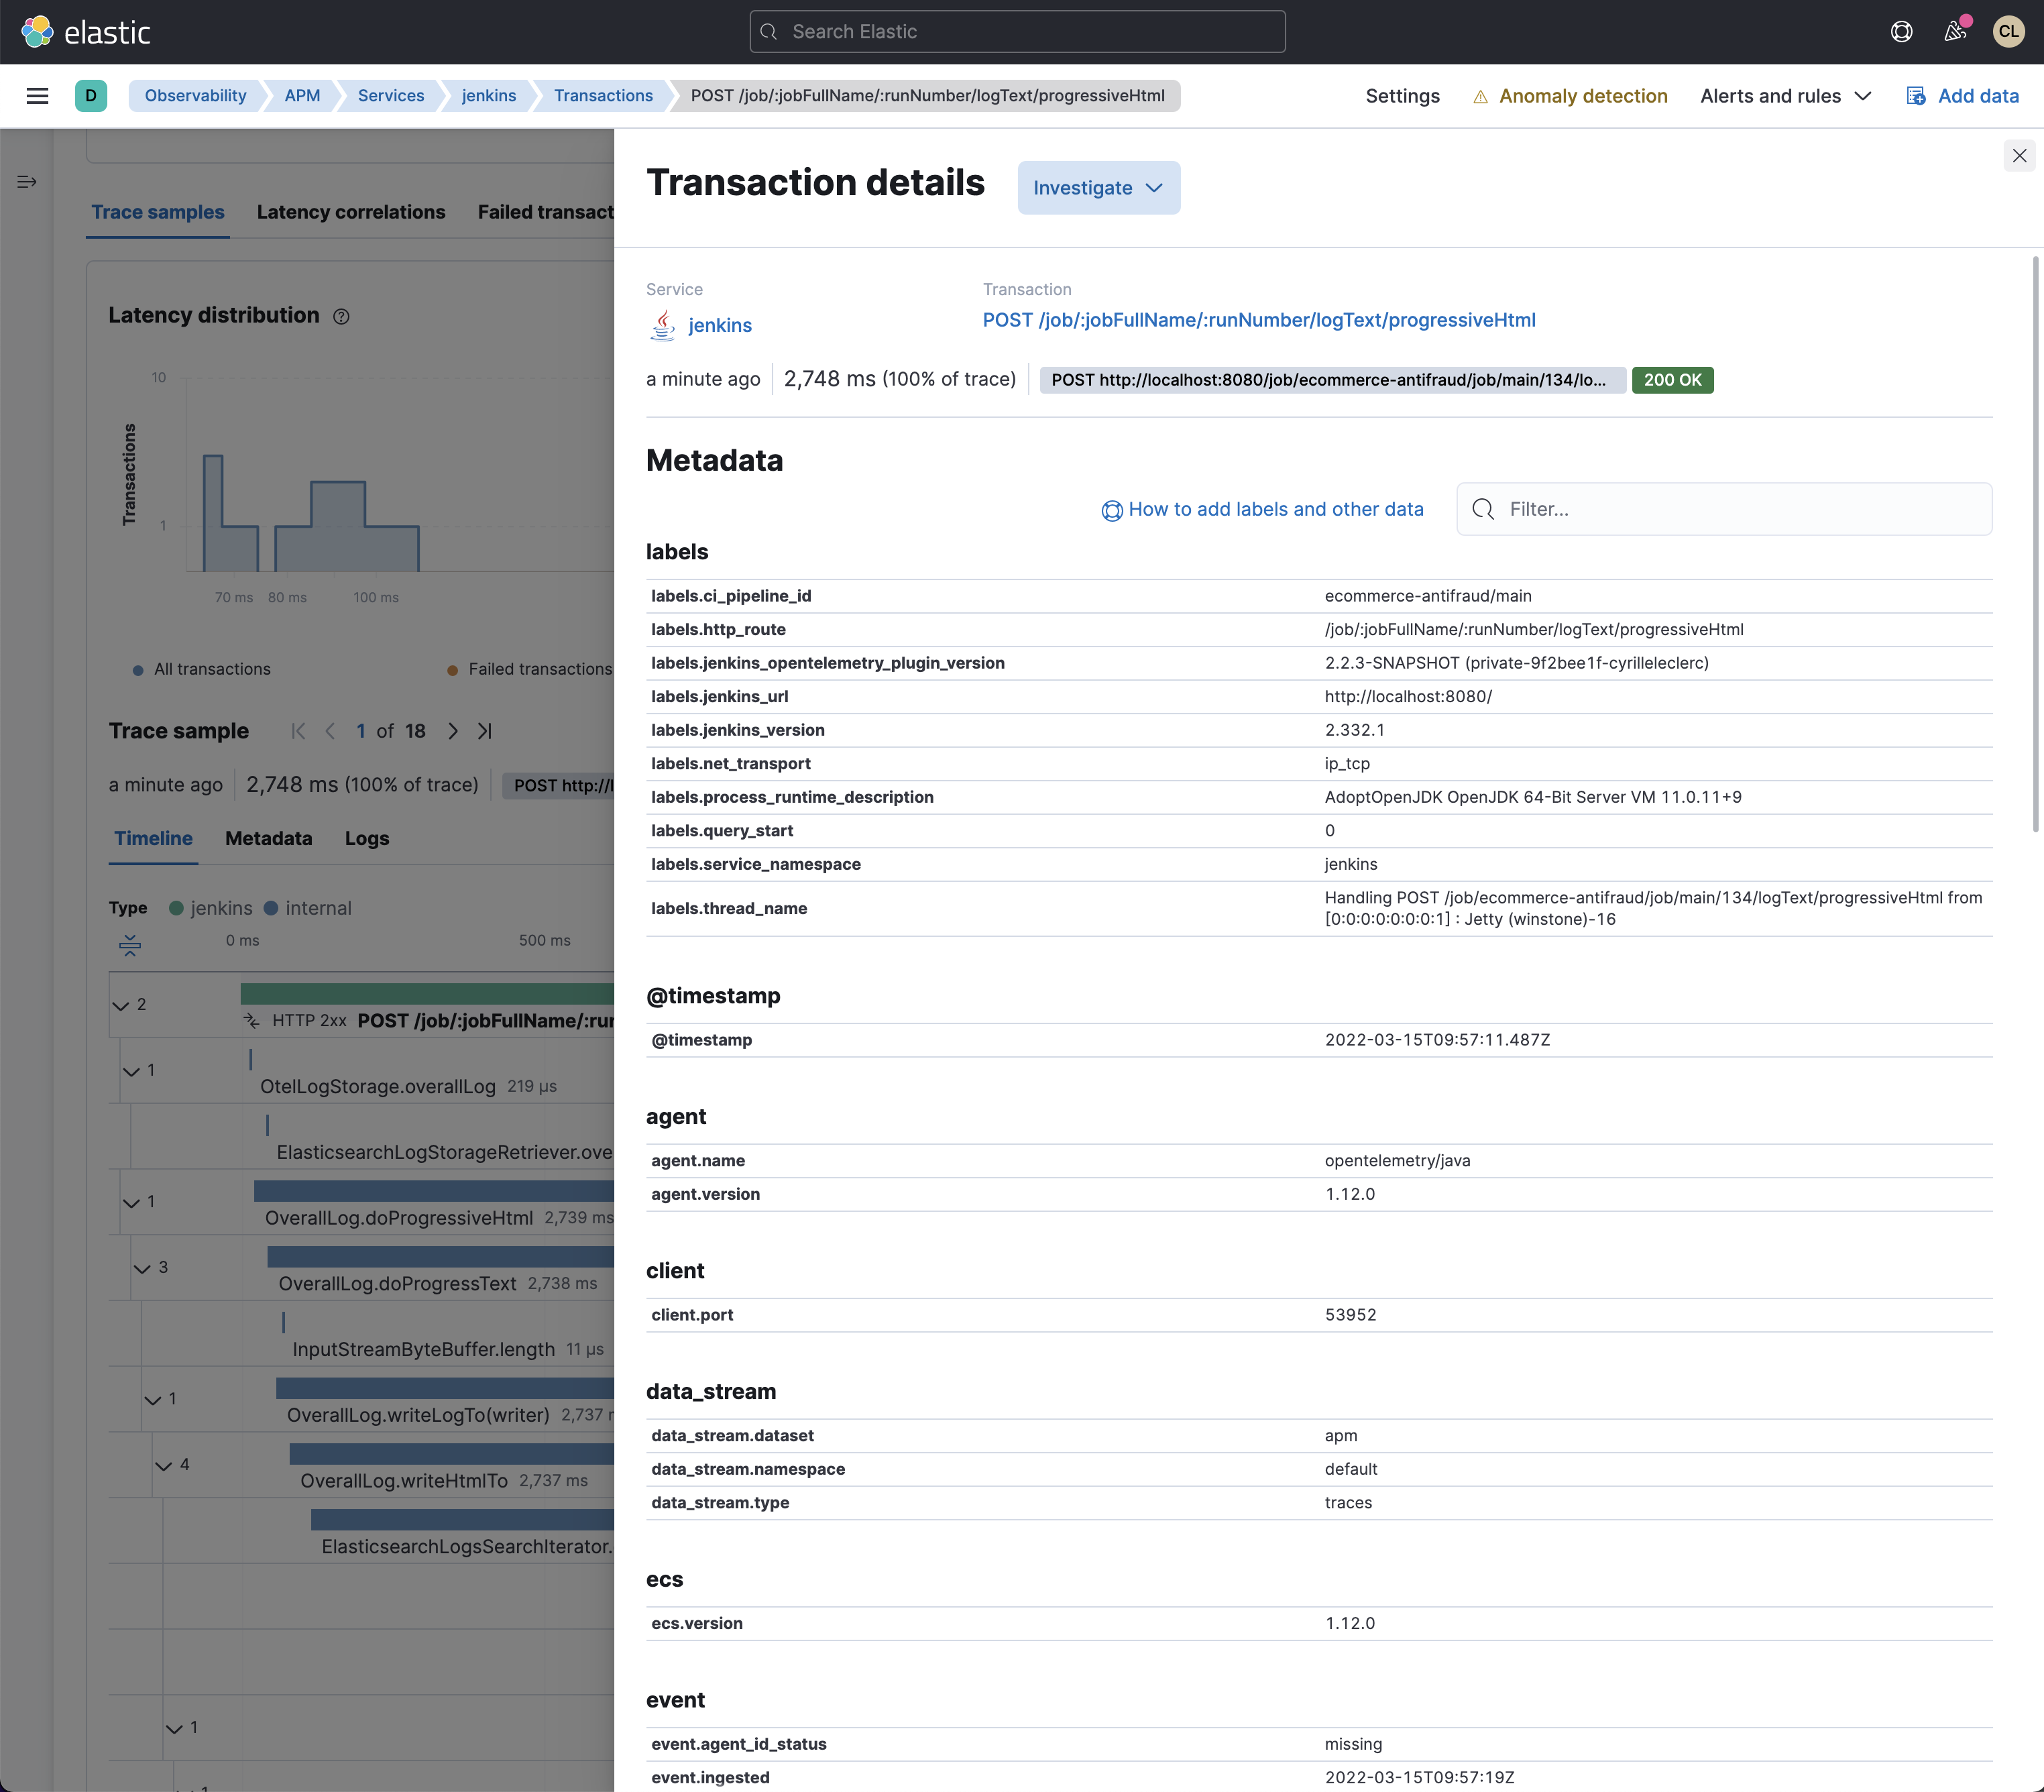 elastic
Search Elastic
CL
D
Observability
APM
Services
jenkins
Transactions
POST /job/:jobFullName/:runNumber/logText/progressiveHtml
Settings
Anomaly detection
Alerts and rules
Add data
Trace samples
Latency correlations
Failed transact
Latency distribution
10
Transactions
1
70 ms
80 ms
100 ms
All transactions
Failed transactions
Trace sample
1 of 18
a minute ago
2,748 ms (100% of trace)
POST http://l
Timeline
Metadata
Logs
Type
jenkins
internal
0 ms
500 ms
2
HTTP 2xx POST /job/:jobFullName/:rur
1
OtelLogStorage.overallLog 219 μs
ElasticsearchLogStorageRetriever.ove
1
OverallLog.doProgressiveHtml 2,739 ms
3
OverallLog.doProgressText 2,738 ms
InputStreamByteBuffer.length 11 μs
1
OverallLog.writeLogTo(writer) 2,737 r
4
OverallLog.writeHtmlTo 2,737 ms
ElasticsearchLogsSearchIterator.
1
Transaction details
Investigate
Service
jenkins
Transaction
POST /job/:jobFullName/:runNumber/logText/progressiveHtml
a minute ago
2,748 ms (100% of trace)
POST http://localhost:8080/job/ecommerce-antifraud/job/main/134/lo...
200 OK
Metadata
How to add labels and other data
Filter...
labels
labels.ci_pipeline_id ecommerce-antifraud/main
labels.http_route /job/:jobFullName/:runNumber/logText/progressiveHtml
labels.jenkins_opentelemetry_plugin_version 2.2.3-SNAPSHOT (private-9f2bee1f-cyrilleleclerc)
labels.jenkins_url http://localhost:8080/
labels.jenkins_version 2.332.1
labels.net_transport ip_tcp
labels.process_runtime_description AdoptOpenJDK OpenJDK 64-Bit Server VM 11.0.11+9
labels.query_start 0
labels.service_namespace jenkins
labels.thread_name Handling POST /job/ecommerce-antifraud/job/main/134/logText/progressiveHtml from
[0:0:0:0:0:0:0:1] : Jetty (winstone)-16
@timestamp
@timestamp 2022-03-15T09:57:11.487Z
agent
agent.name opentelemetry/java
agent.version 1.12.0
client
client.port 53952
data_stream
data_stream.dataset apm
data_stream.namespace default
data_stream.type traces
ecs
ecs.version 1.12.0
event
event.agent_id_status missing
event.ingested 2022-03-15T09:57:19Z